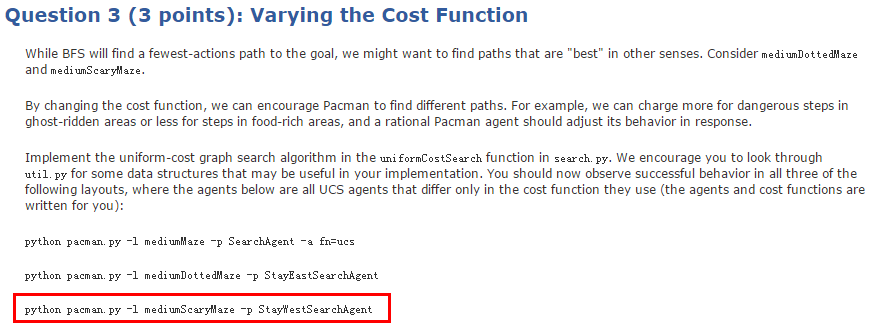 Question 3 (3 points): Varying the Cost Function
While BFS will find a fewest-actions path to the goal, we might want to find paths that are "best" in other senses. Consider mediumDottedMaze
and mediumScaryMaze.
By changing the cost function, we can encourage Pacman to find different paths. For example, we can charge more for dangerous steps in
ghost-ridden areas or less for steps in food-rich areas, and a rational Pacman agent should adjust its behavior in response.
Implement the uniform-cost graph search algorithm in the uniformCostSearch function in search.py. We encourage you to look through
util.py for some data structures that may be useful in your implementation. You should now observe successful behavior in all three of the
following layouts, where the agents below are all UCS agents that differ only in the cost function they use (the agents and cost functions are
written for you):
python pacman.py -l mediumMaze -p SearchAgent -a fn=ucs
python pacman.py -l mediumDottedMaze -p StayEastSearchAgent
python pacman.py -l mediumScaryMaze -p StayWestSearchAgent